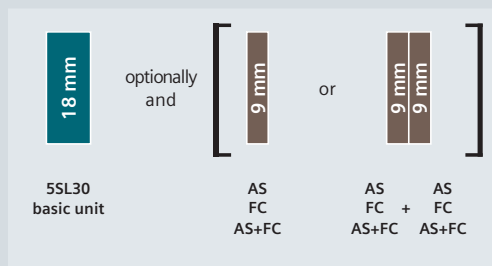 18 mm
optionally
and
9 mm
or
9 mm
9 mm
5SL30
basic unit
AS
FC
AS+FC
AS AS
FC + FC
AS+FC AS+FC